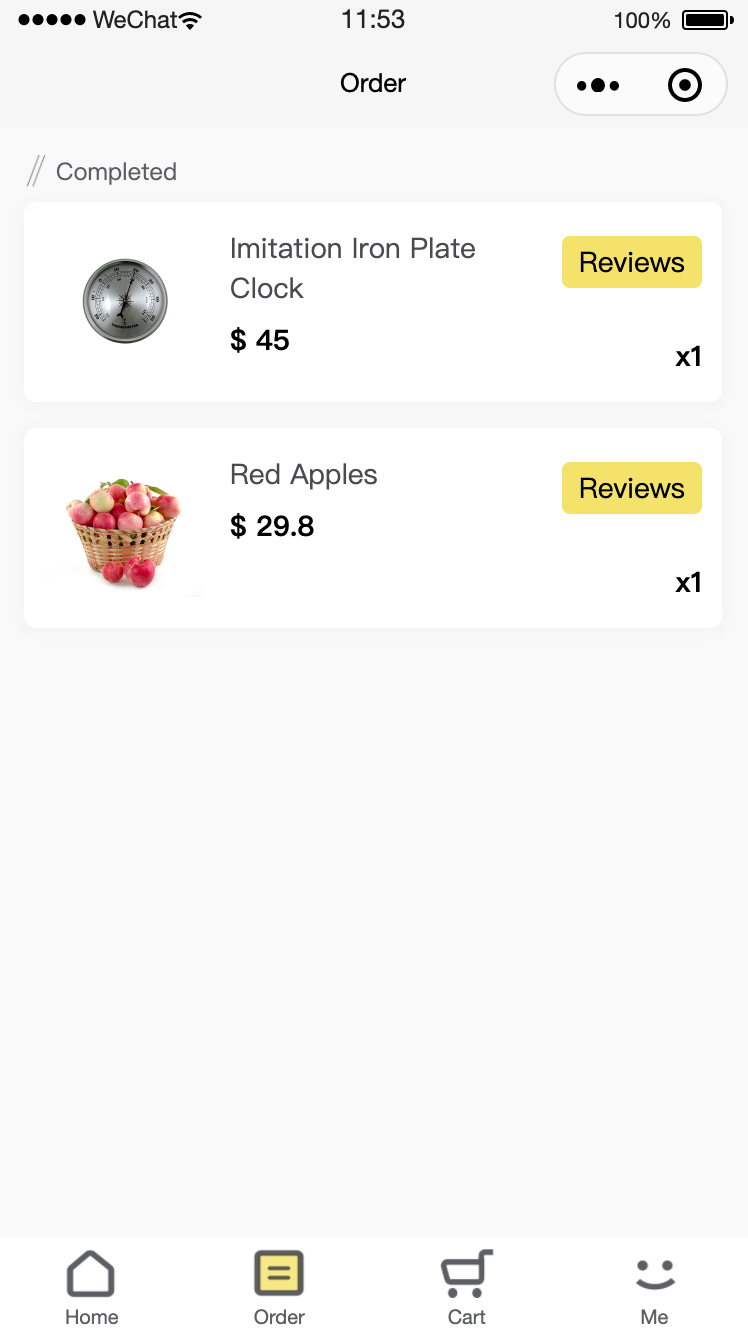 WeChat
11:53
100%
Order
Completed
Imitation Iron Plate
Clock
$ 45
Reviews
x1
Red Apples
$ 29.8
Reviews
x1
Home
Order
Cart
Me